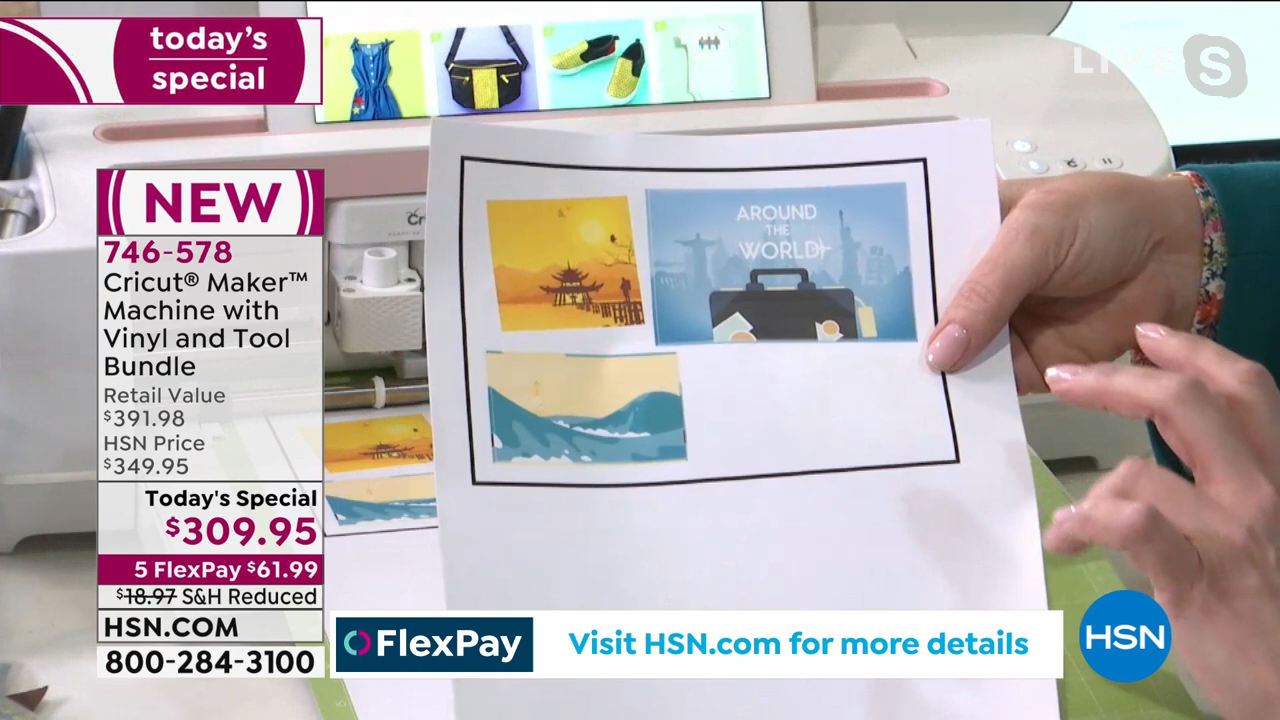 today's
special
LIVE
S
NEW
746-578
Cricut® Maker™
Machine with
Vinyl and Tool
Bundle
Retail Value
$391.98
HSN Price
$349.95
Today's Special
$309.95
5 FlexPay $61.99
$18.97 S&H Reduced
HSN.COM
800-284-3100
AROUND
THE
WORLD
FlexPay
Visit HSN.com for more details
HSN